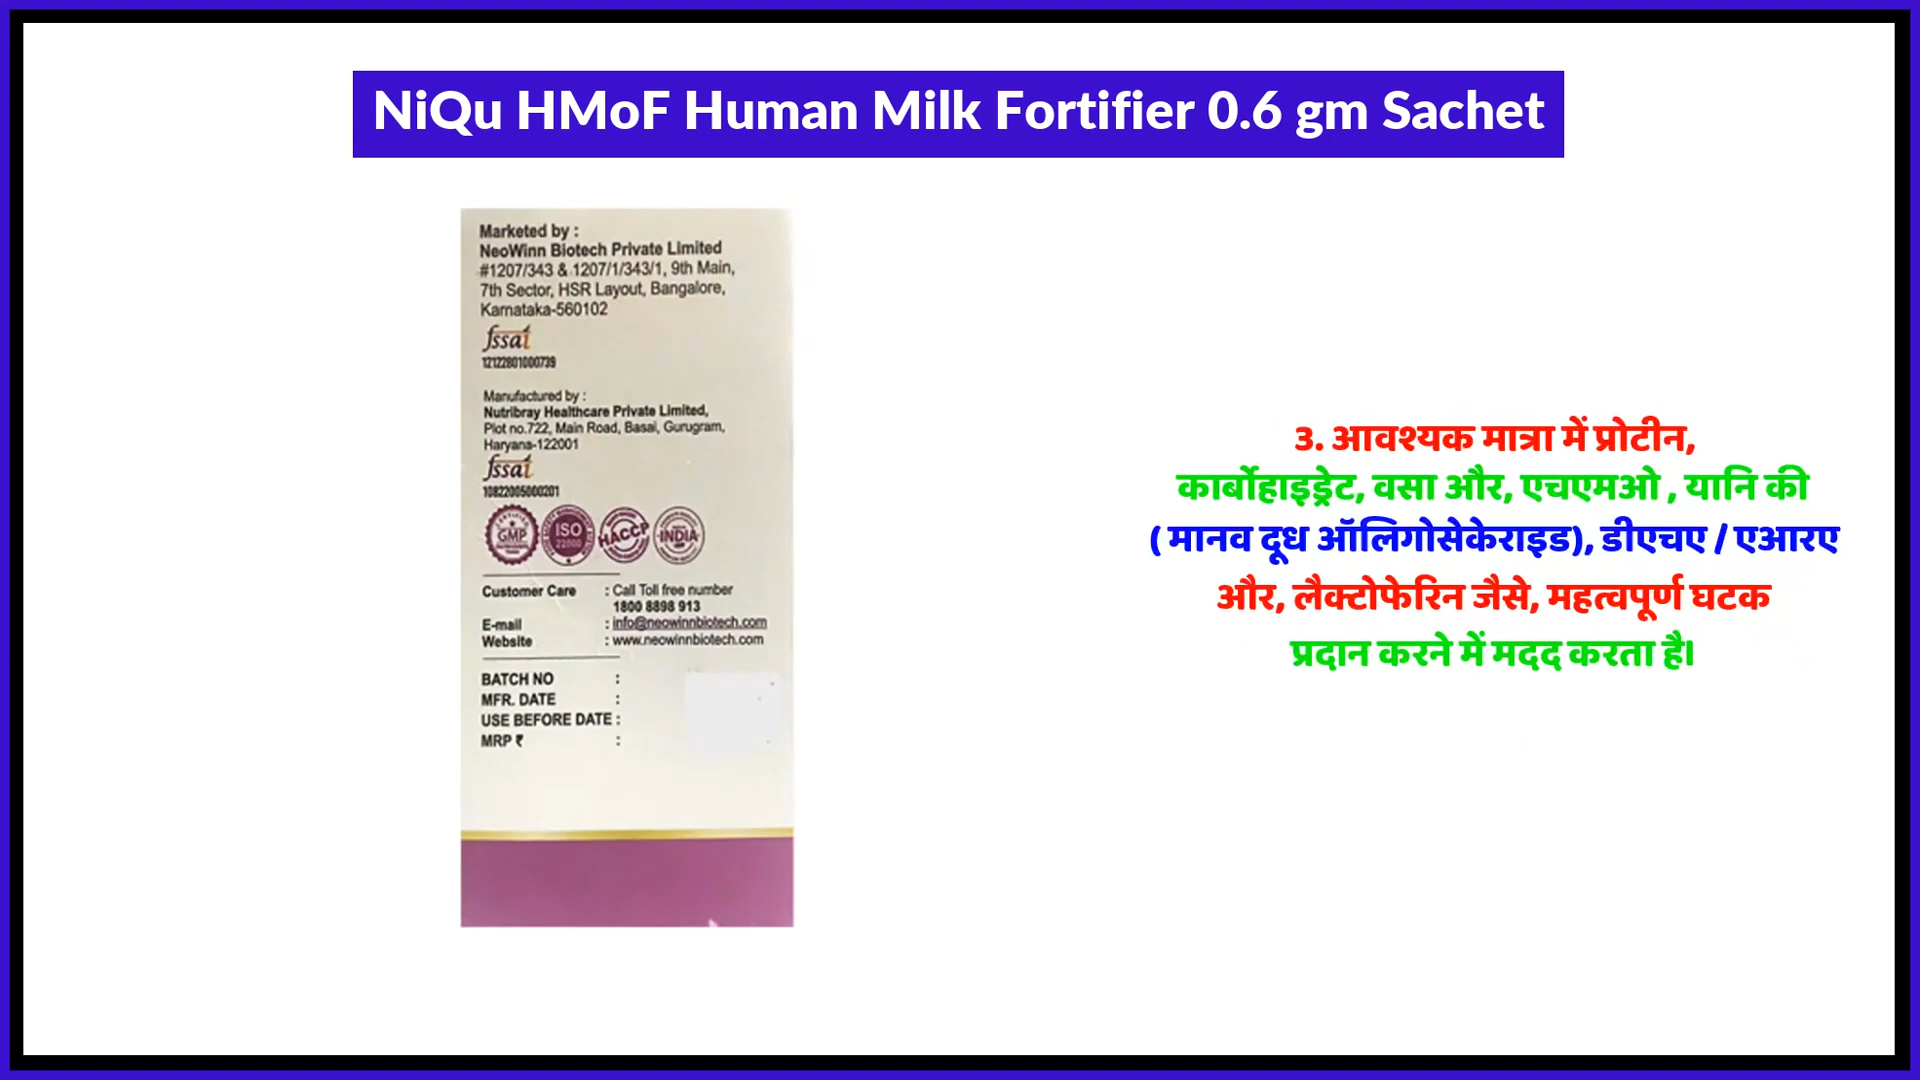 NiQu HMoF Human Milk Fortifier 0.6 gm Sachet
Marketed by :
NeoWinn Biotech Private Limited
#1207/343 & 1207/1/343/1, 9th Main,
7th Sector, HSR Layout, Bangalore,
Karnataka-560102
fssai
12122801000739
Manufactured by :
Nutribray Healthcare Private Limited,
Plot no.722, Main Road, Basai, Gurugram,
Haryana-122001
fssai
10822005000201
CERTIFIED GMP
ISO 22000
HACCP
INDIA
Customer Care : Call Toll free number
1800 8898 913
E-mail : info@neowinnbiotech.com
Website : www.neowinnbiotech.com
BATCH NO :
MFR. DATE :
USE BEFORE DATE :
MRP ₹ :
3. आवश्यक मात्रा में प्रोटीन,
कार्बोहाइड्रेट, वसा और, एचएमओ , यानि की
( मानव दूध ऑलिगोसेकेराइड), डीएचए / एआरए
और, लैक्टोफेरिन जैसे, महत्वपूर्ण घटक
प्रदान करने में मदद करता है।